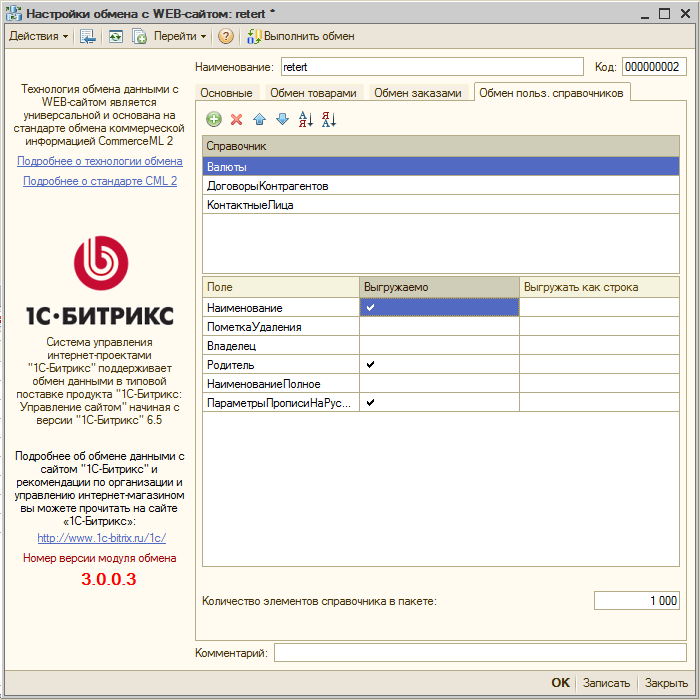 Настройки обмена с WEB-сайтом: retert *
Действия Перейти ? Выполнить обмен
Наименование: retert Код: 000000002
Основные Обмен товарами Обмен заказами Обмен польз. справочников
Технология обмена данными с
WEB-сайтом является
универсальной и основана на
стандарте обмена коммерческой
информацией CommerceML 2
Подробнее о технологии обмена
Подробнее о стандарте CML 2
1С·БИТРИКС
Система управления
интернет-проектами
"1С-Битрикс" поддерживает
обмен данными в типовой
поставке продукта "1С-Битрикс:
Управление сайтом" начиная с
версии "1С-Битрикс" 6.5
Подробнее об обмене данными с
сайтом "1С-Битрикс" и
рекомендации по организации и
управлению интернет-магазином
вы можете прочитать на сайте
«1С-Битрикс»:
http://www.1c-bitrix.ru/1c/
Номер версии модуля обмена
3.0.0.3
А Я Я А
Справочник
Валюты
ДоговорыКонтрагентов
КонтактныеЛица
Поле Выгружаемо Выгружать как строка
Наименование
ПометкаУдаления
Владелец
Родитель
НаименованиеПолное
ПараметрыПрописиНаРус...
Количество элементов справочника в пакете: 1 000
Комментарий:
OK Записать Закрыть